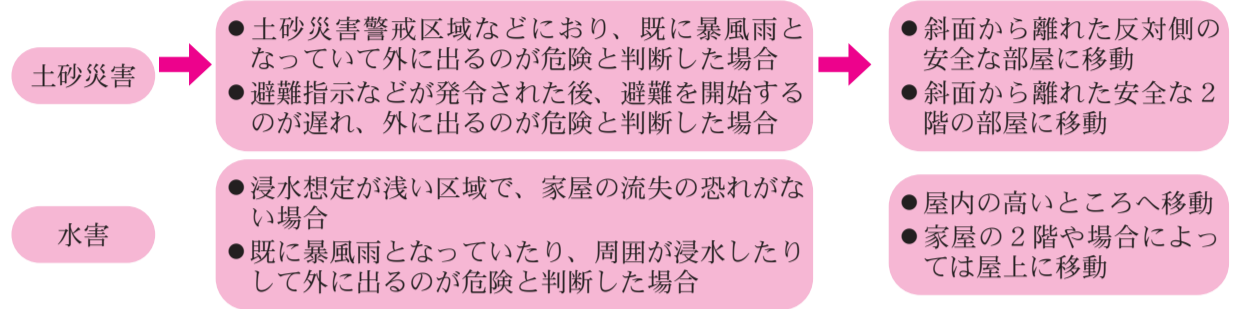 土砂災害
●土砂災害警戒区域などにおり、既に暴風雨と
なっていて外に出るのが危険と判断した場合
●避難指示などが発令された後、避難を開始する
のが遅れ、外に出るのが危険と判断した場合
●斜面から離れた反対側の
安全な部屋に移動
●斜面から離れた安全な２
階の部屋に移動
水害
●浸水想定が浅い区域で、家屋の流失の恐れがな
い場合
●既に暴風雨となっていたり、周囲が浸水したり
して外に出るのが危険と判断した場合
●屋内の高いところへ移動
●家屋の２階や場合によっ
ては屋上に移動